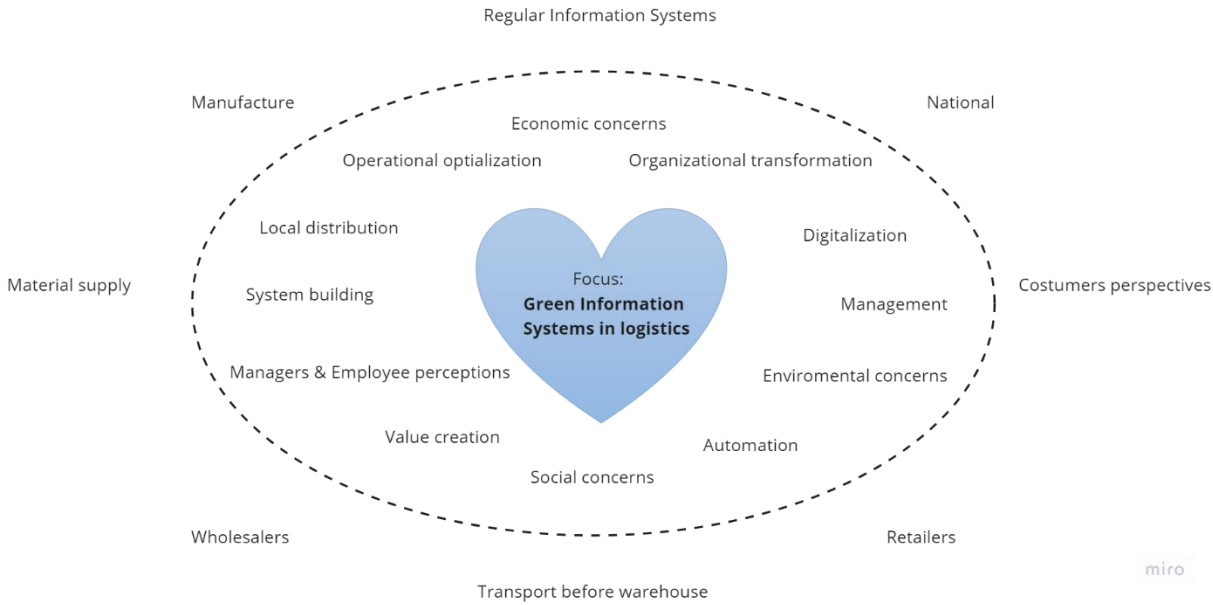 Regular Information Systems
Manufacture
National
Economic concerns
Operational optialization
Organizational transformation
Local distribution
Digitalization
Material supply
Focus:
Green Information
Systems in logistics
Costumers perspectives
System building
Management
Managers & Employee perceptions
Enviromental concerns
Value creation
Automation
Social concerns
Wholesalers
Retailers
Transport before warehouse
miro